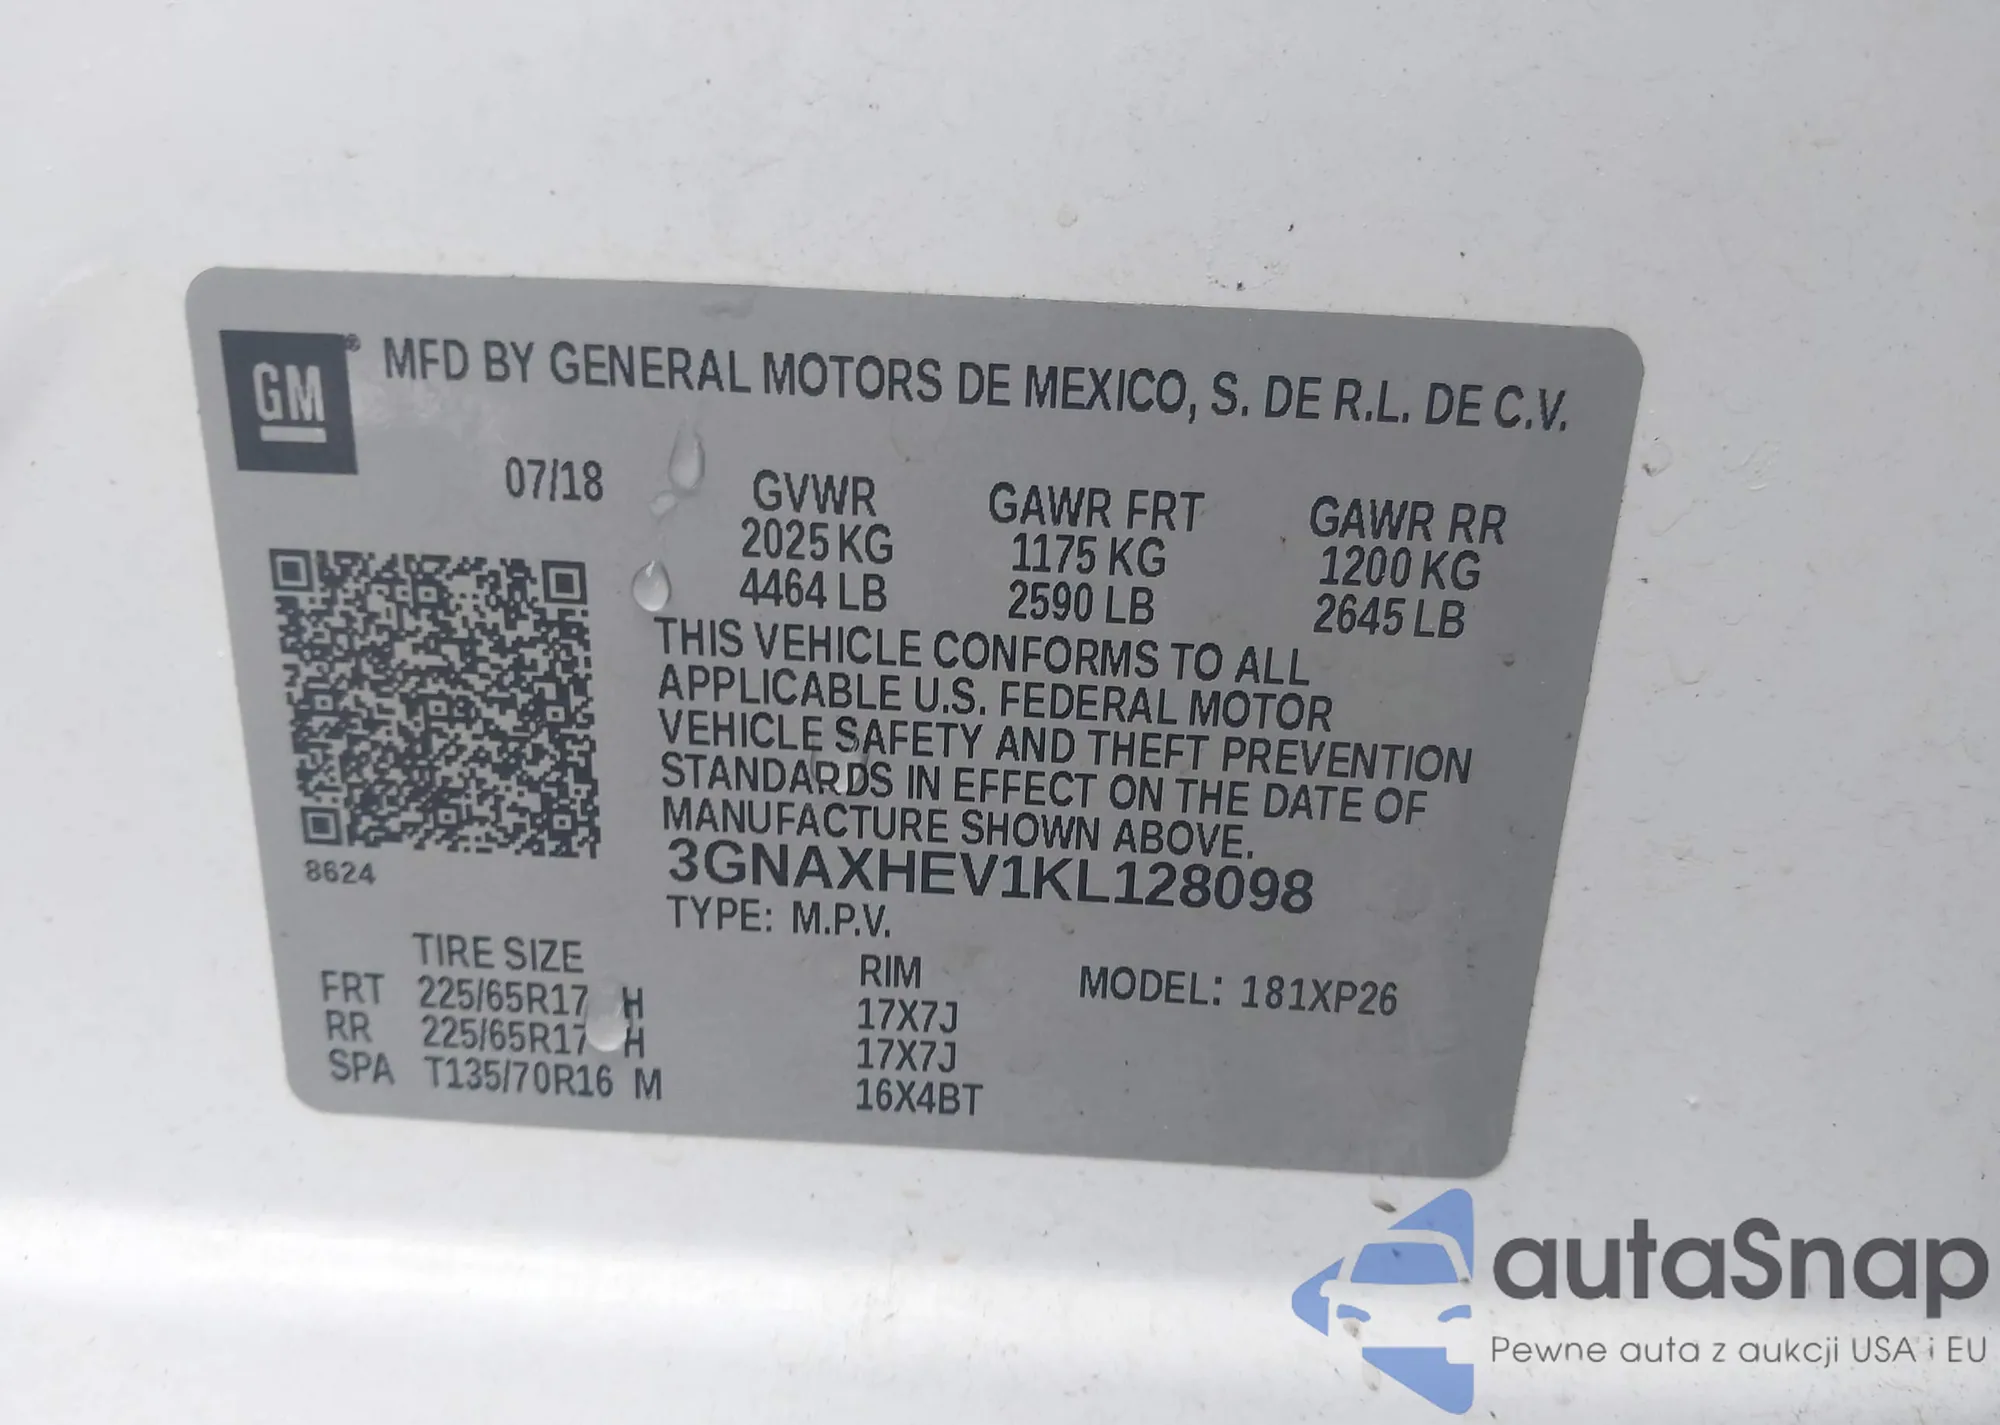 GM ® MFD BY GENERAL MOTORS DE MEXICO, S. DE R.L. DE C.V.
07/18 GVWR GAWR FRT GAWR RR
2025 KG 1175 KG 1200 KG
4464 LB 2590 LB 2645 LB
THIS VEHICLE CONFORMS TO ALL
APPLICABLE U.S. FEDERAL MOTOR
VEHICLE SAFETY AND THEFT PREVENTION
STANDARDS IN EFFECT ON THE DATE OF
MANUFACTURE SHOWN ABOVE.
8624 3GNAXHEV1KL128098
TYPE: M.P.V.
TIRE SIZE RIM MODEL: 181XP26
FRT 225/65R17 H 17X7J
RR 225/65R17 H 17X7J
SPA T135/70R16 M 16X4BT
autaSnap
Pewne auta z aukcji USA i EU